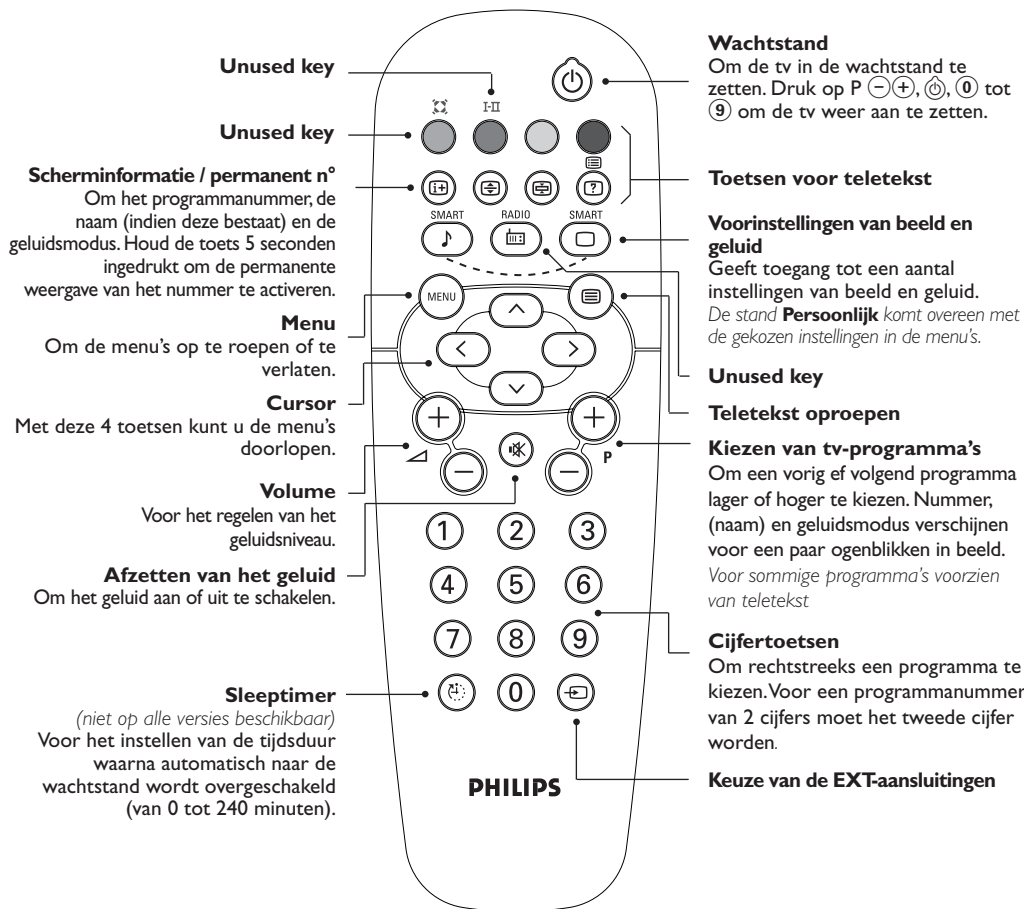 Unused key
Unused key
Scherminformatie / permanent n°
Om het programmanummer, de
naam (indien deze bestaat) en de
geluidsmodus. Houd de toets 5 seconden
ingedrukt om de permanente
weergave van het nummer te activeren.
Menu
Om de menu's op te roepen of te
verlaten.
Cursor
Met deze 4 toetsen kunt u de menu's
doorlopen.
Volume
Voor het regelen van het
geluidsniveau.
Afzetten van het geluid
Om het geluid aan of uit te schakelen.
Sleeptimer
(niet op alle versies beschikbaar)
Voor het instellen van de tijdsduur
waarna automatisch naar de
wachtstand wordt overgeschakeld
(van 0 tot 240 minuten).
I-II
i+
?
SMART RADIO SMART
MENU
P
1 2 3
4 5 6
7 8 9
0
PHILIPS
Wachtstand
Om de tv in de wachtstand te
zetten. Druk op P − +, ⏻, 0 tot
9 om de tv weer aan te zetten.
Toetsen voor teletekst
Voorinstellingen van beeld en
geluid
Geeft toegang tot een aantal
instellingen van beeld en geluid.
De stand Persoonlijk komt overeen met
de gekozen instellingen in de menu's.
Unused key
Teletekst oproepen
Kiezen van tv-programma's
Om een vorig ef volgend programma
lager of hoger te kiezen. Nummer,
(naam) en geluidsmodus verschijnen
voor een paar ogenblikken in beeld.
Voor sommige programma's voorzien
van teletekst
Cijfertoetsen
Om rechtstreeks een programma te
kiezen.Voor een programmanummer
van 2 cijfers moet het tweede cijfer
worden.
Keuze van de EXT-aansluitingen